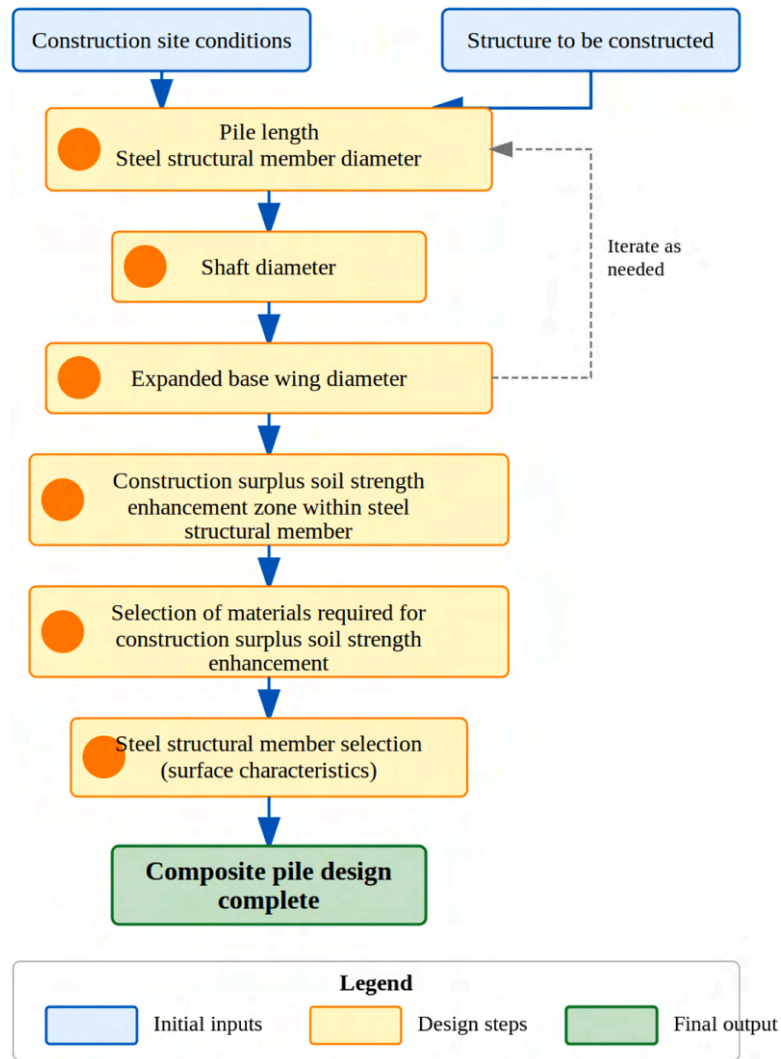 Construction site conditions
Structure to be constructed
Pile length
Steel structural member diameter
Iterate as
needed
Shaft diameter
Expanded base wing diameter
Construction surplus soil strength
enhancement zone within steel
structural member
Selection of materials required for
construction surplus soil strength
enhancement
Steel structural member selection
(surface characteristics)
Composite pile design
complete
Legend
Initial inputs
Design steps
Final output